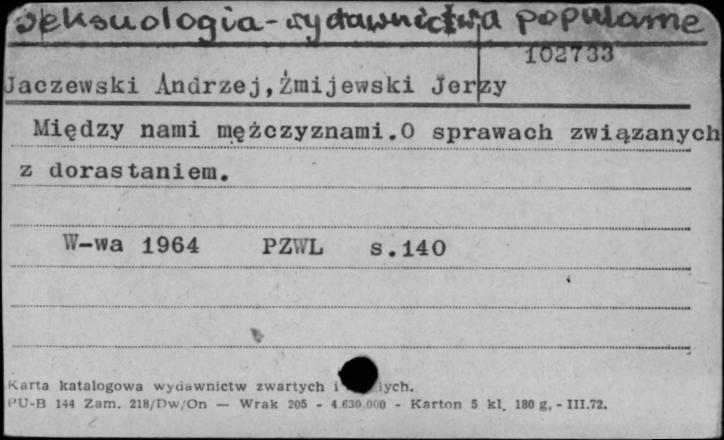 Seksuologia - wydawnictwa popularne
102733
Jaczewski Andrzej, Żmijewski Jerzy
Między nami mężczyznami. O sprawach związanych
z dorastaniem.
W-wa 1964 PZWL s. 140
Karta katalogowa wydawnictw zwartych i lych.
PU-B 144 Zam. 218/Dw/On — Wrak 205 - 4.630.000 - Karton 5 kl. 180 g. - III.72.